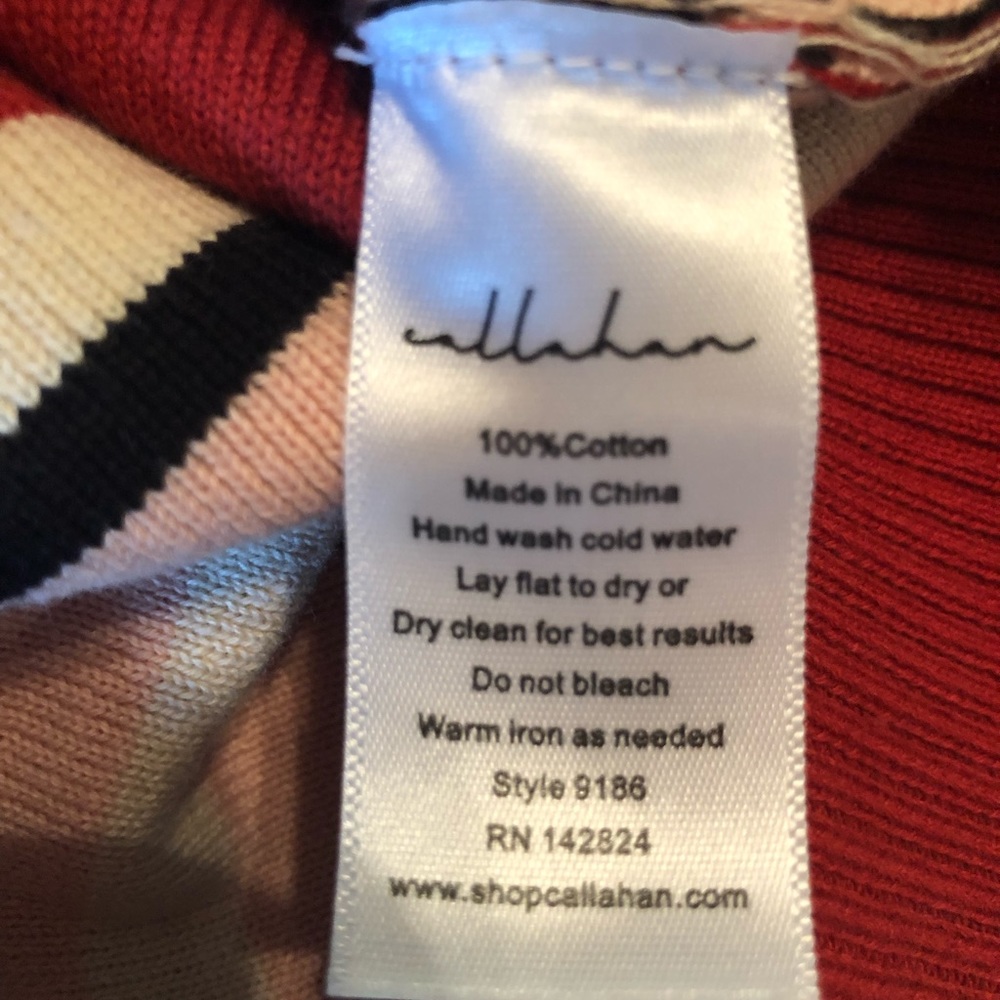 callahan
100%Cotton
Made in China
Hand wash cold water
Lay flat to dry or
Dry clean for best results
Do not bleach
Warm iron as needed
Style 9186
RN 142824
www.shopcallahan.com